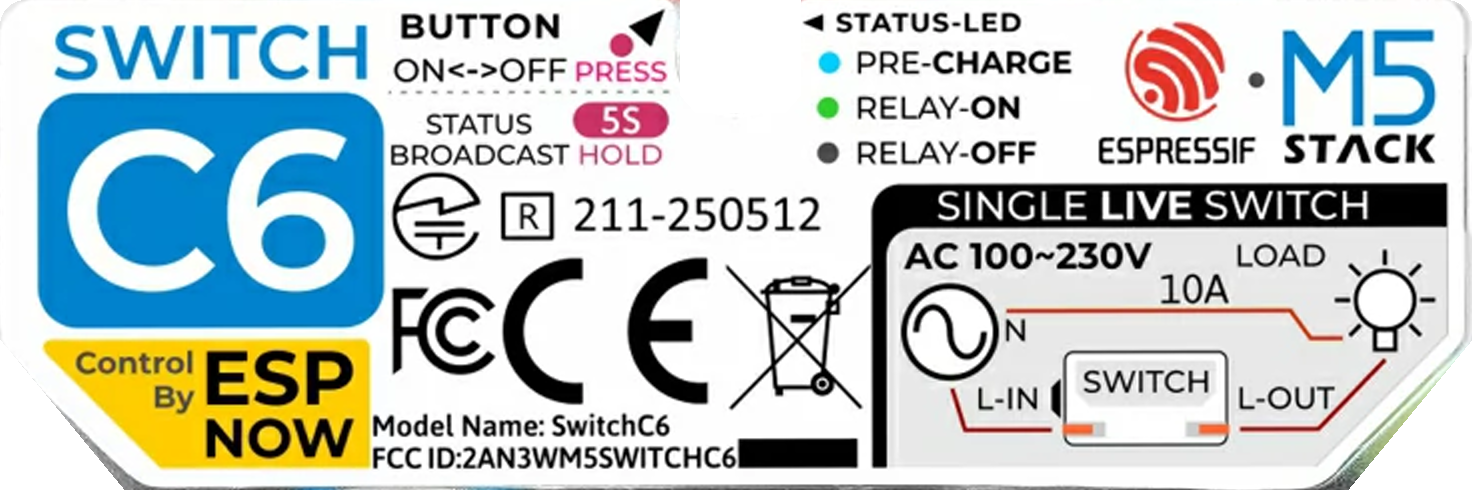 SWITCH
C6
Control
By
ESP
NOW
BUTTON
ON<->OFF PRESS
STATUS
BROADCAST
5S
HOLD
R 211-250512
FC CE
Model Name: SwitchC6
FCC ID:2AN3WM5SWITCHC6
◄ STATUS-LED
PRE-CHARGE
RELAY-ON
RELAY-OFF
ESPRESSIF
M5
STACK
SINGLE LIVE SWITCH
AC 100~230V
LOAD
10A
N
L-IN
SWITCH
L-OUT